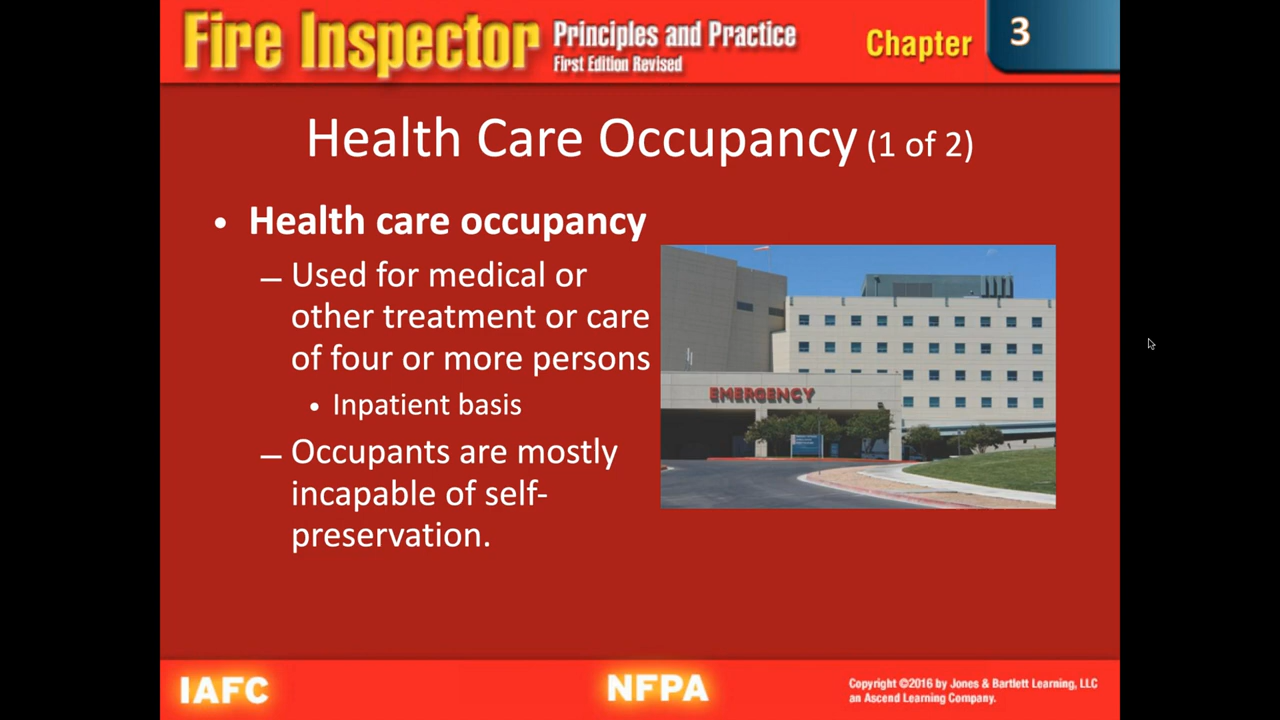 Fire Inspector
Principles and Practice
First Edition Revised
Chapter
3
Health Care Occupancy (1 of 2)
• Health care occupancy
– Used for medical or
other treatment or care
of four or more persons
• Inpatient basis
– Occupants are mostly
incapable of self-
preservation.
EMERGENCY
IAFC
NFPA
Copyright ©2016 by Jones & Bartlett Learning, LLC
an Ascend Learning Company.